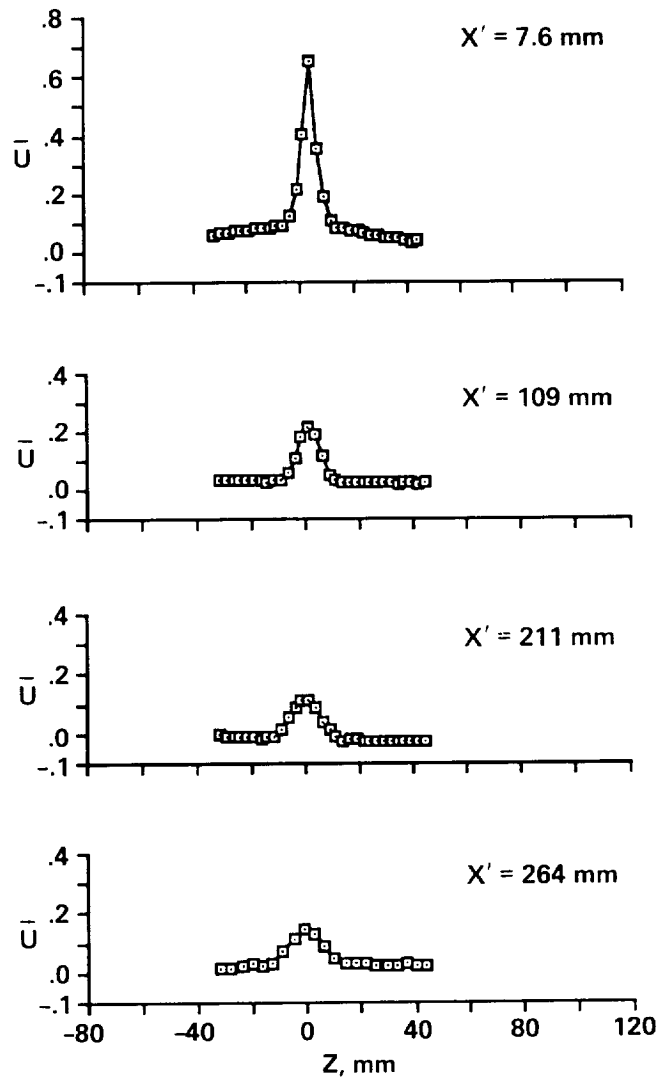 .8
X′ = 7.6 mm
.6
Ū
.4
.2
.0
-.1
.4
X′ = 109 mm
Ū
.2
.0
-.1
.4
X′ = 211 mm
Ū
.2
.0
-.1
.4
X′ = 264 mm
Ū
.2
.0
-.1
-80 -40 0 40 80 120
Z, mm